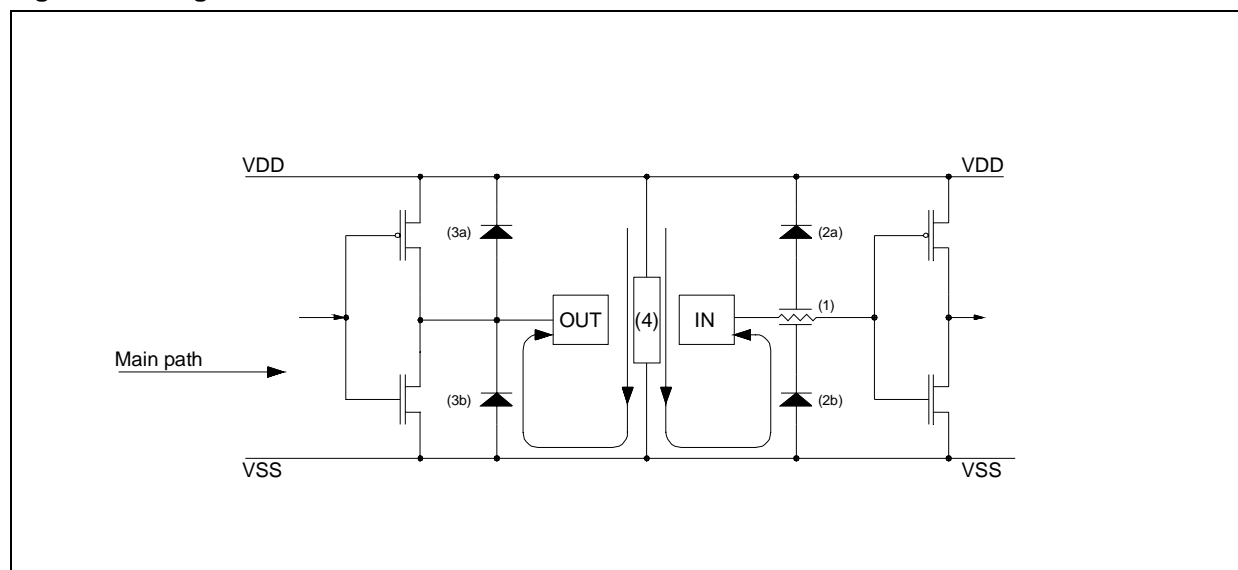 VDD
VDD
(3a)
(2a)
OUT
(4)
IN
(1)
Main path
(3b)
(2b)
VSS
VSS